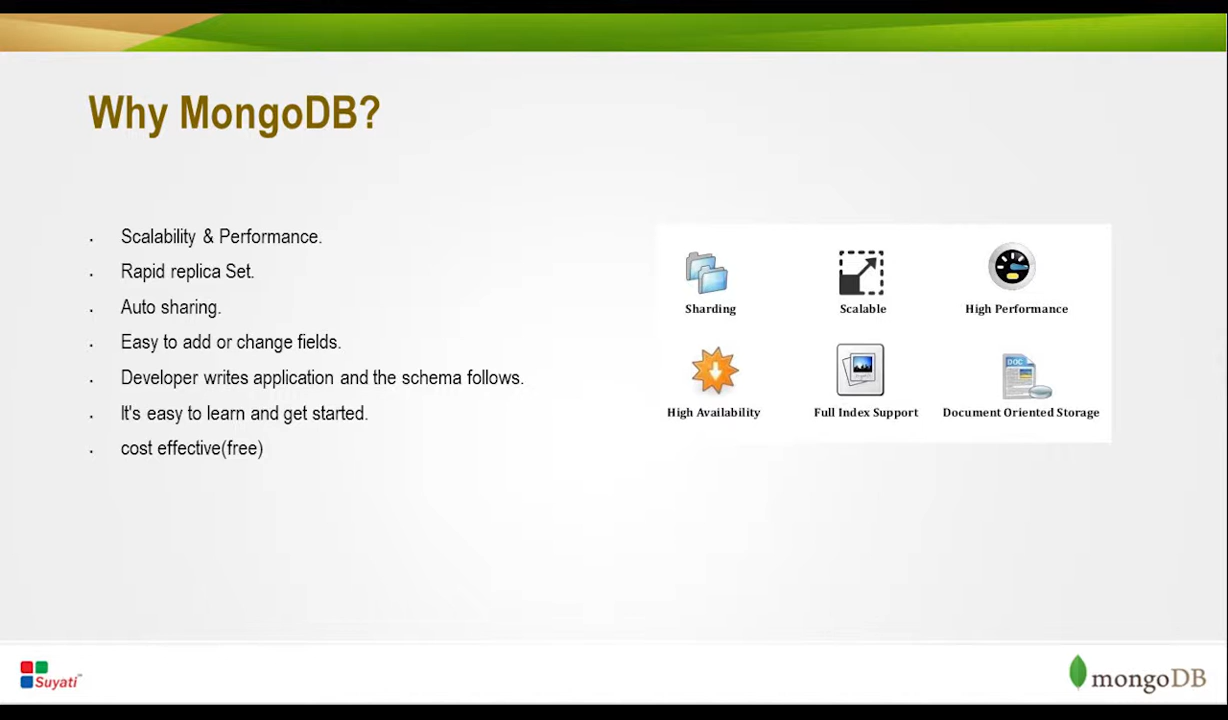 Why MongoDB?
Scalability & Performance.
Rapid replica Set.
Auto sharing.
Easy to add or change fields.
Developer writes application and the schema follows.
It's easy to learn and get started.
cost effective(free)
Sharding
Scalable
High Performance
High Availability
Full Index Support
DOC
Document Oriented Storage
Suyati™
mongoDB